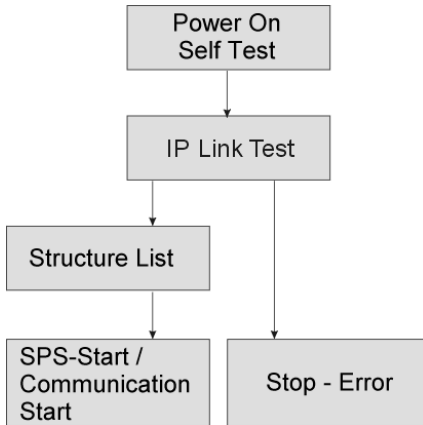 Power On
Self Test
IP Link Test
Structure List
SPS-Start /
Communication
Start
Stop - Error